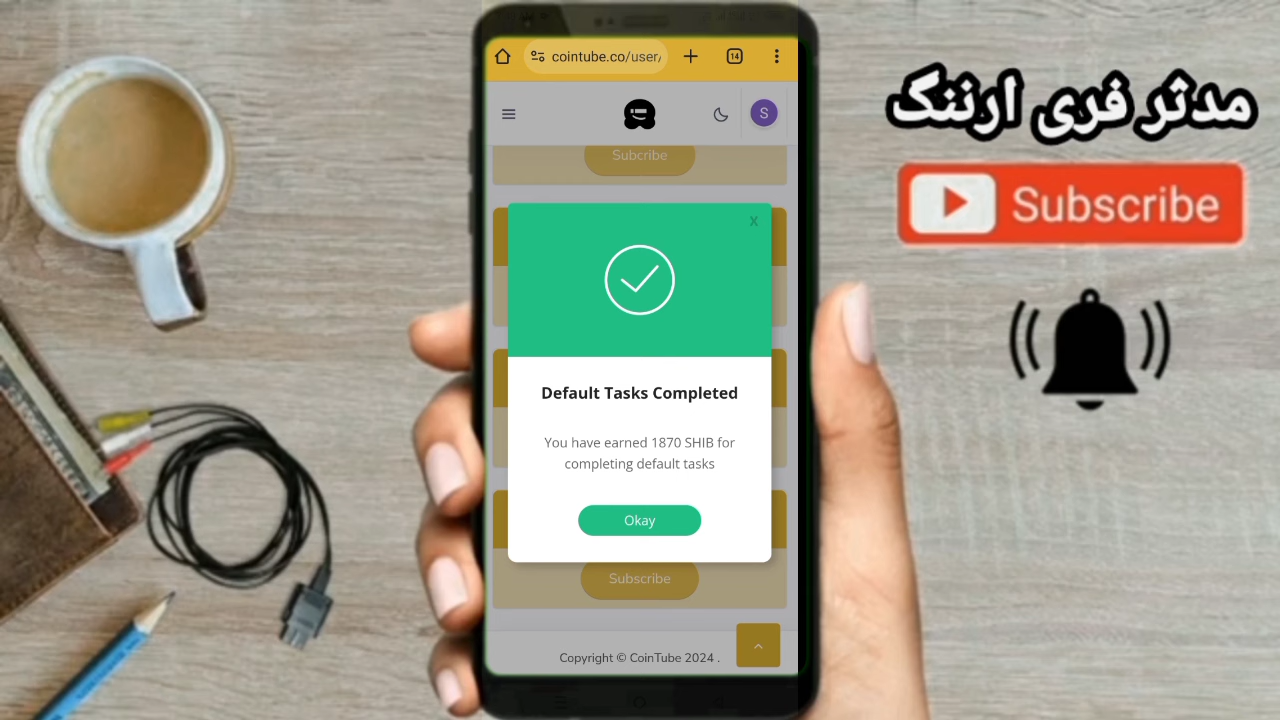 14
cointube.co/user/
S
Subcribe
X
Default Tasks Completed
You have earned 1870 SHIB for
completing default tasks
Okay
Subscribe
Copyright © CoinTube 2024 .
مدثر فری ارننگ
Subscribe